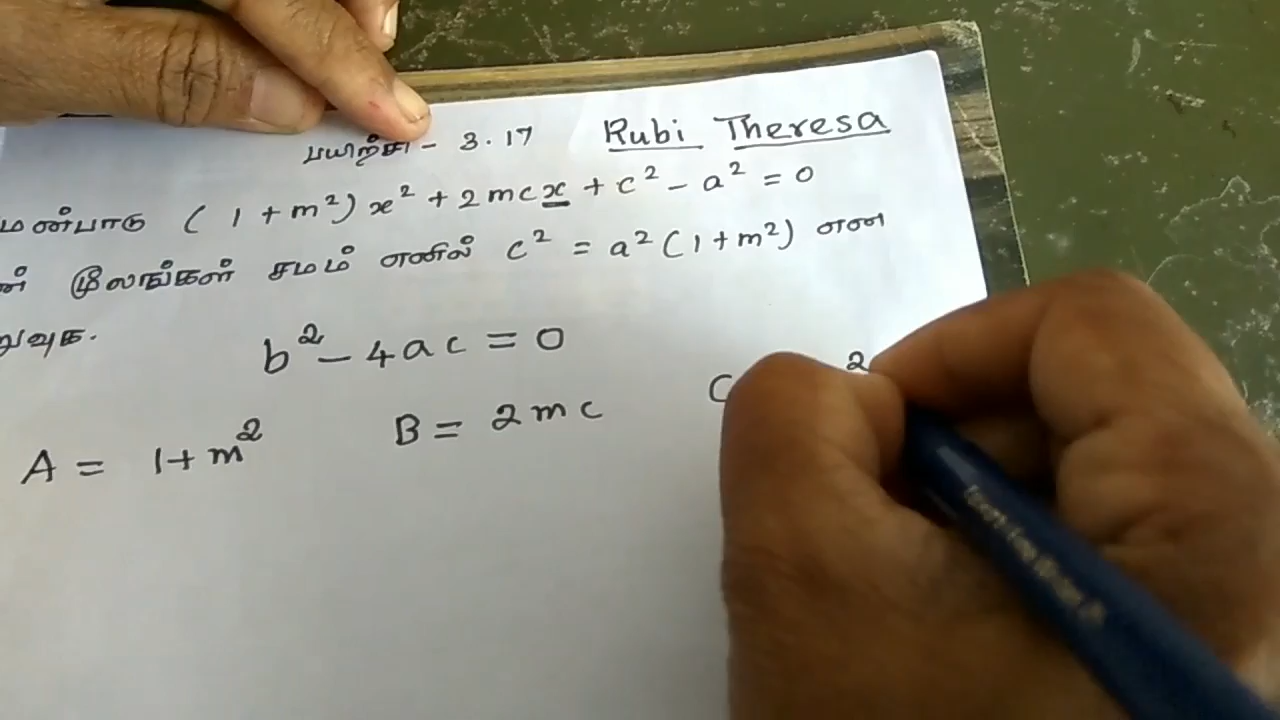 பயிற்சி - 3.17 Rubi Theresa
மன்பாடு (1+m²)x² + 2mcx + c² - a² = 0
ன் மூலங்கள் சமம் எனில் c² = a²(1+m²) என
றுவுக.
b² - 4ac = 0
A = 1+m² B = 2mc C